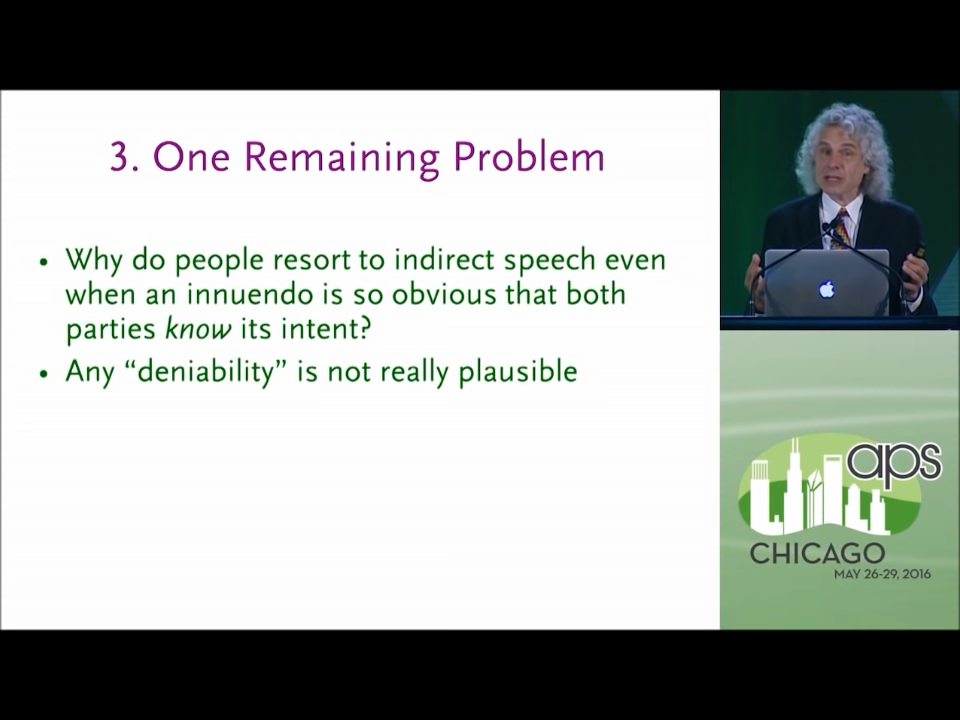 3. One Remaining Problem
• Why do people resort to indirect speech even
when an innuendo is so obvious that both
parties know its intent?
• Any “deniability” is not really plausible
aps
CHICAGO
MAY 26-29, 2016